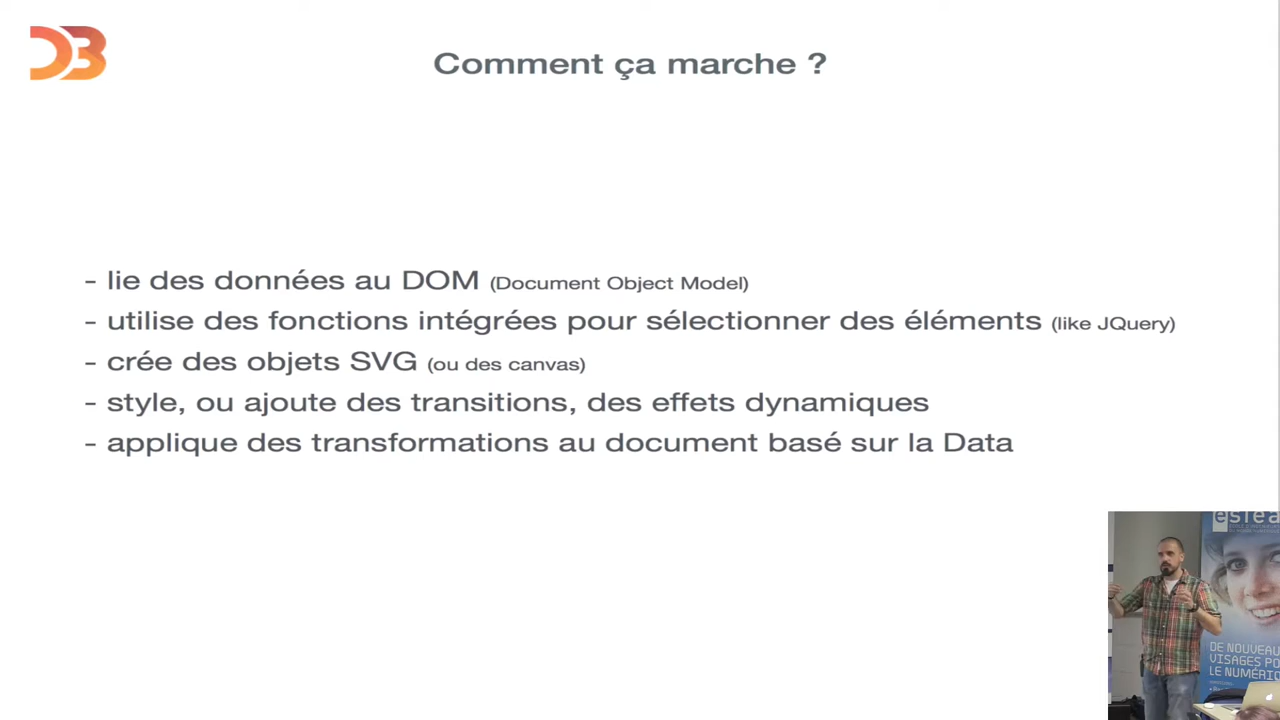 D3
Comment ça marche ?
- lie des données au DOM (Document Object Model)
- utilise des fonctions intégrées pour sélectionner des éléments (like JQuery)
- crée des objets SVG (ou des canvas)
- style, ou ajoute des transitions, des effets dynamiques
- applique des transformations au document basé sur la Data
DE NOUVEAU
VISAGES PO
LE NUMÉRIQ